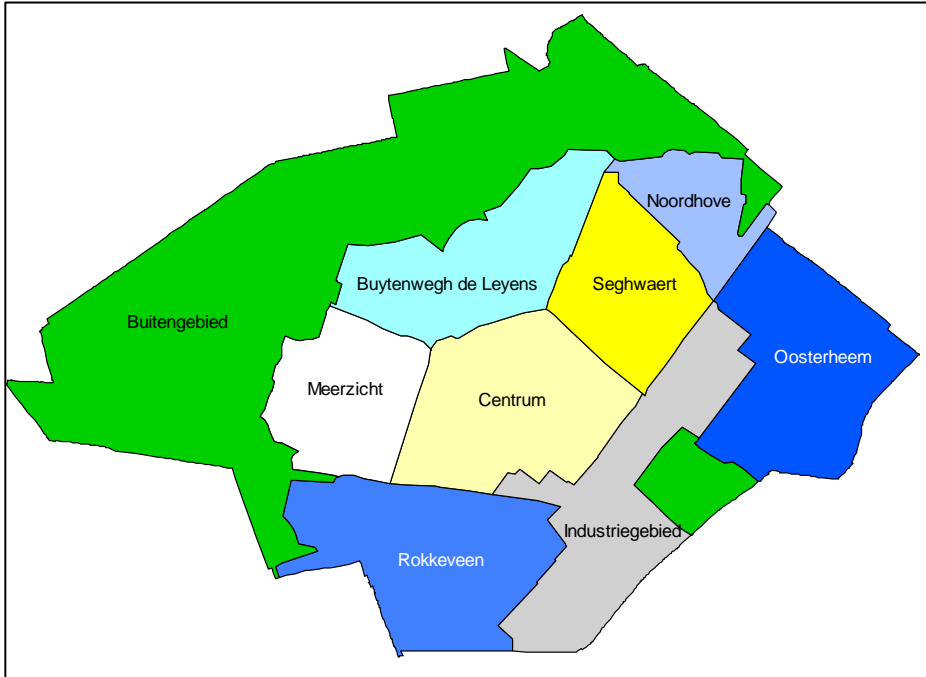 Noordhove
Buytenwegh de Leyens
Seghwaert
Buitengebied
Oosterheem
Meerzicht
Centrum
Industriegebied
Rokkeveen